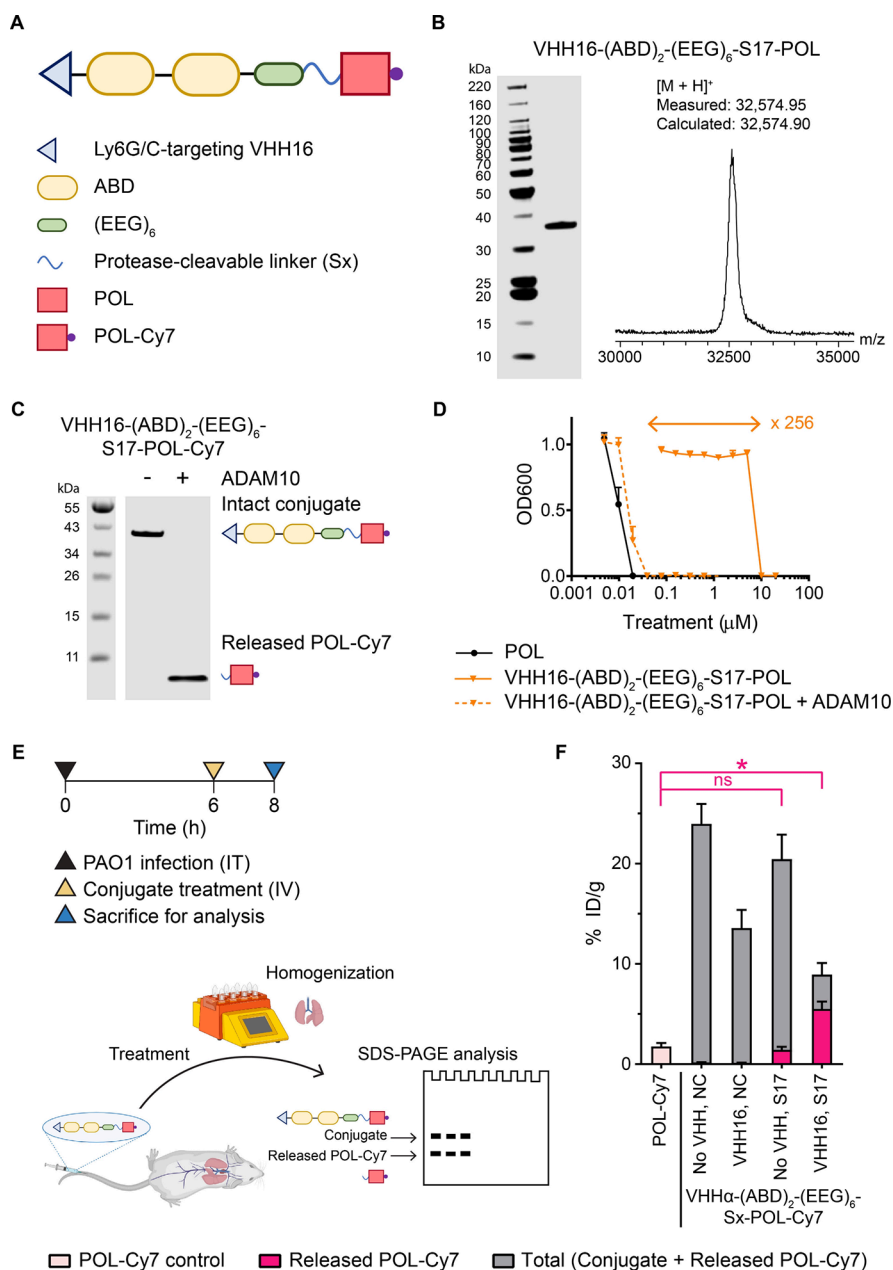 A
Ly6G/C-targeting VHH16
ABD
(EEG)6
Protease-cleavable linker (Sx)
POL
POL-Cy7
B
VHH16-(ABD)2-(EEG)6-S17-POL
kDa
220
160
120
100
90
80
70
60
50
40
30
25
20
15
10
[M + H]+
Measured: 32,574.95
Calculated: 32,574.90
30000
32500
35000
m/z
C
VHH16-(ABD)2-(EEG)6-
S17-POL-Cy7
- + ADAM10
kDa
55
43
34
26
15
11
Intact conjugate
Released POL-Cy7
D
x 256
OD600
1.0
0.5
0.0
0.001 0.01 0.1 1 10 100
Treatment (μM)
POL
VHH16-(ABD)2-(EEG)6-S17-POL
VHH16-(ABD)2-(EEG)6-S17-POL + ADAM10
E
0 6 8
Time (h)
PAO1 infection (IT)
Conjugate treatment (IV)
Sacrifice for analysis
Homogenization
Treatment
SDS-PAGE analysis
Conjugate
Released POL-Cy7
F
% ID/g
30
20
10
0
*
ns
POL-Cy7
No VHH, NC
VHH16, NC
No VHH, S17
VHH16, S17
VHHα-(ABD)2-(EEG)6-
Sx-POL-Cy7
POL-Cy7 control
Released POL-Cy7
Total (Conjugate + Released POL-Cy7)